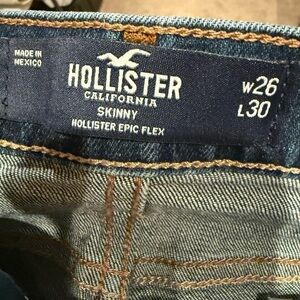 MADE IN
MEXICO
HOLLISTER
CALIFORNIA
SKINNY
HOLLISTER EPIC FLEX
W26
L30